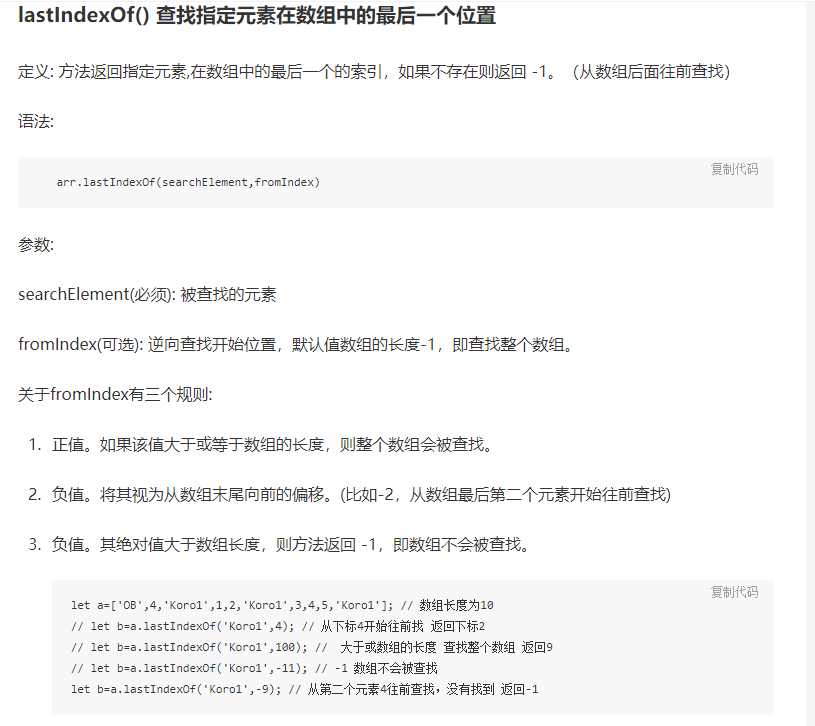 lastIndexOf() 查找指定元素在数组中的最后一个位置
定义: 方法返回指定元素,在数组中的最后一个的索引，如果不存在则返回 -1。（从数组后面往前查找）
语法:
复制代码
arr.lastIndexOf(searchElement,fromIndex)
参数:
searchElement(必须): 被查找的元素
fromIndex(可选): 逆向查找开始位置，默认值数组的长度-1，即查找整个数组。
关于fromIndex有三个规则:
1. 正值。如果该值大于或等于数组的长度，则整个数组会被查找。
2. 负值。将其视为从数组末尾向前的偏移。(比如-2，从数组最后第二个元素开始往前查找)
3. 负值。其绝对值大于数组长度，则方法返回 -1，即数组不会被查找。
复制代码
let a=['OB',4,'Koro1',1,2,'Koro1',3,4,5,'Koro1']; // 数组长度为10
// let b=a.lastIndexOf('Koro1',4); // 从下标4开始往前找 返回下标2
// let b=a.lastIndexOf('Koro1',100); //  大于或数组的长度 查找整个数组 返回9
// let b=a.lastIndexOf('Koro1',-11); // -1 数组不会被查找
let b=a.lastIndexOf('Koro1',-9); // 从第二个元素4往前查找，没有找到 返回-1